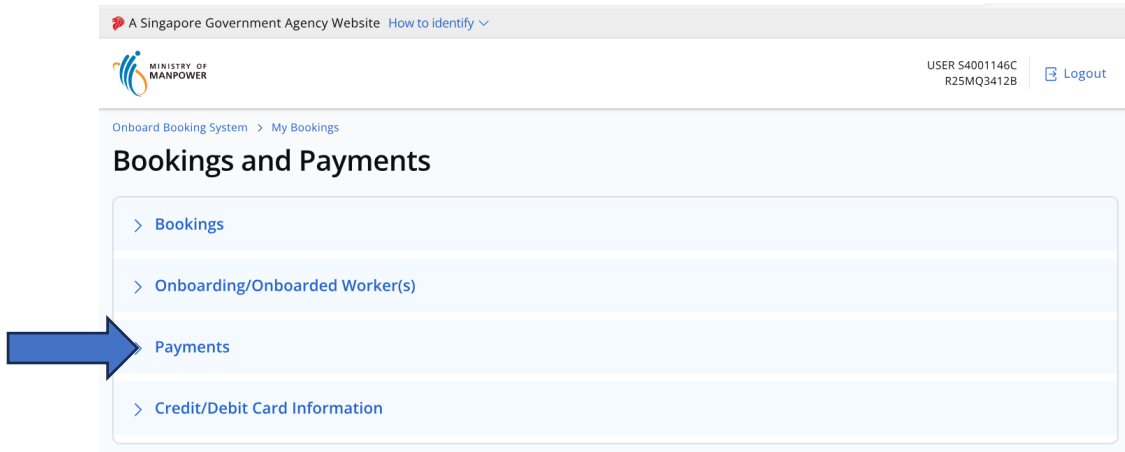 A Singapore Government Agency Website How to identify
MINISTRY OF
MANPOWER
USER S4001146C
R25MQ3412B
Logout
Onboard Booking System > My Bookings
Bookings and Payments
Bookings
Onboarding/Onboarded Worker(s)
Payments
Credit/Debit Card Information